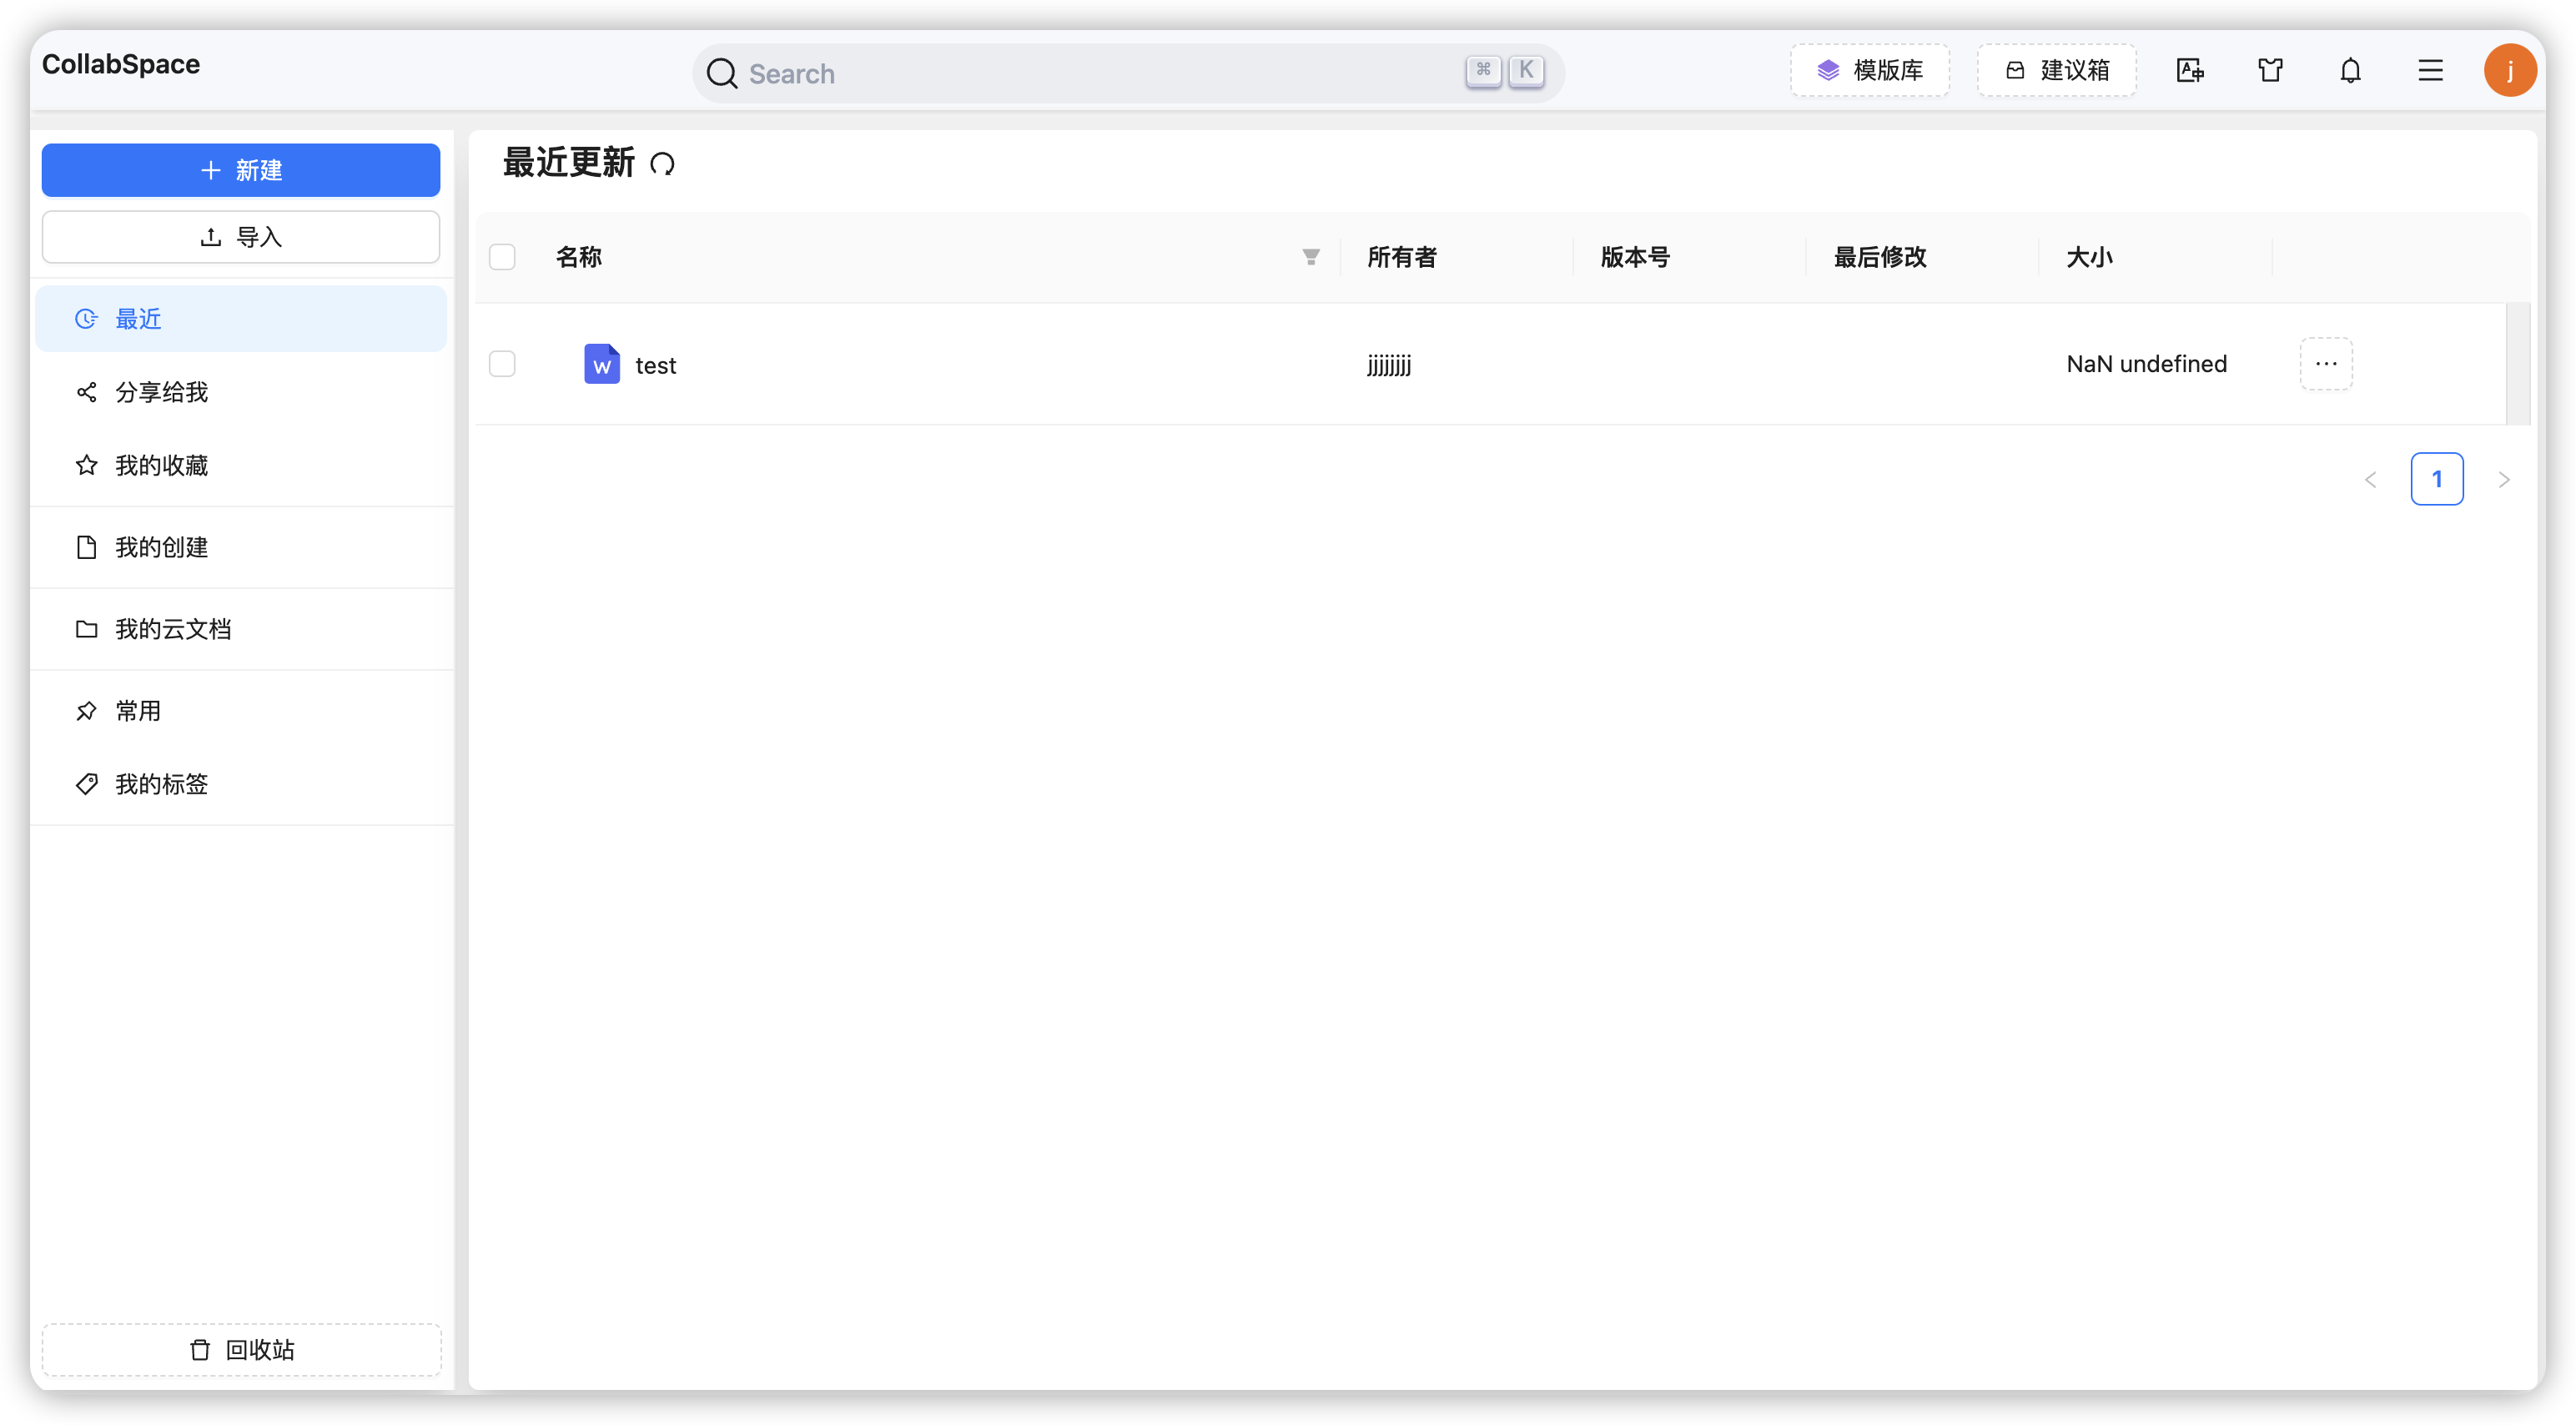 CollabSpace
Search
⌘ K
模版库
建议箱
j
新建
导入
最近
分享给我
我的收藏
我的创建
我的云文档
常用
我的标签
回收站
最近更新
名称 所有者 版本号 最后修改 大小
W test jjjjjjjj NaN undefined ···
< 1 >